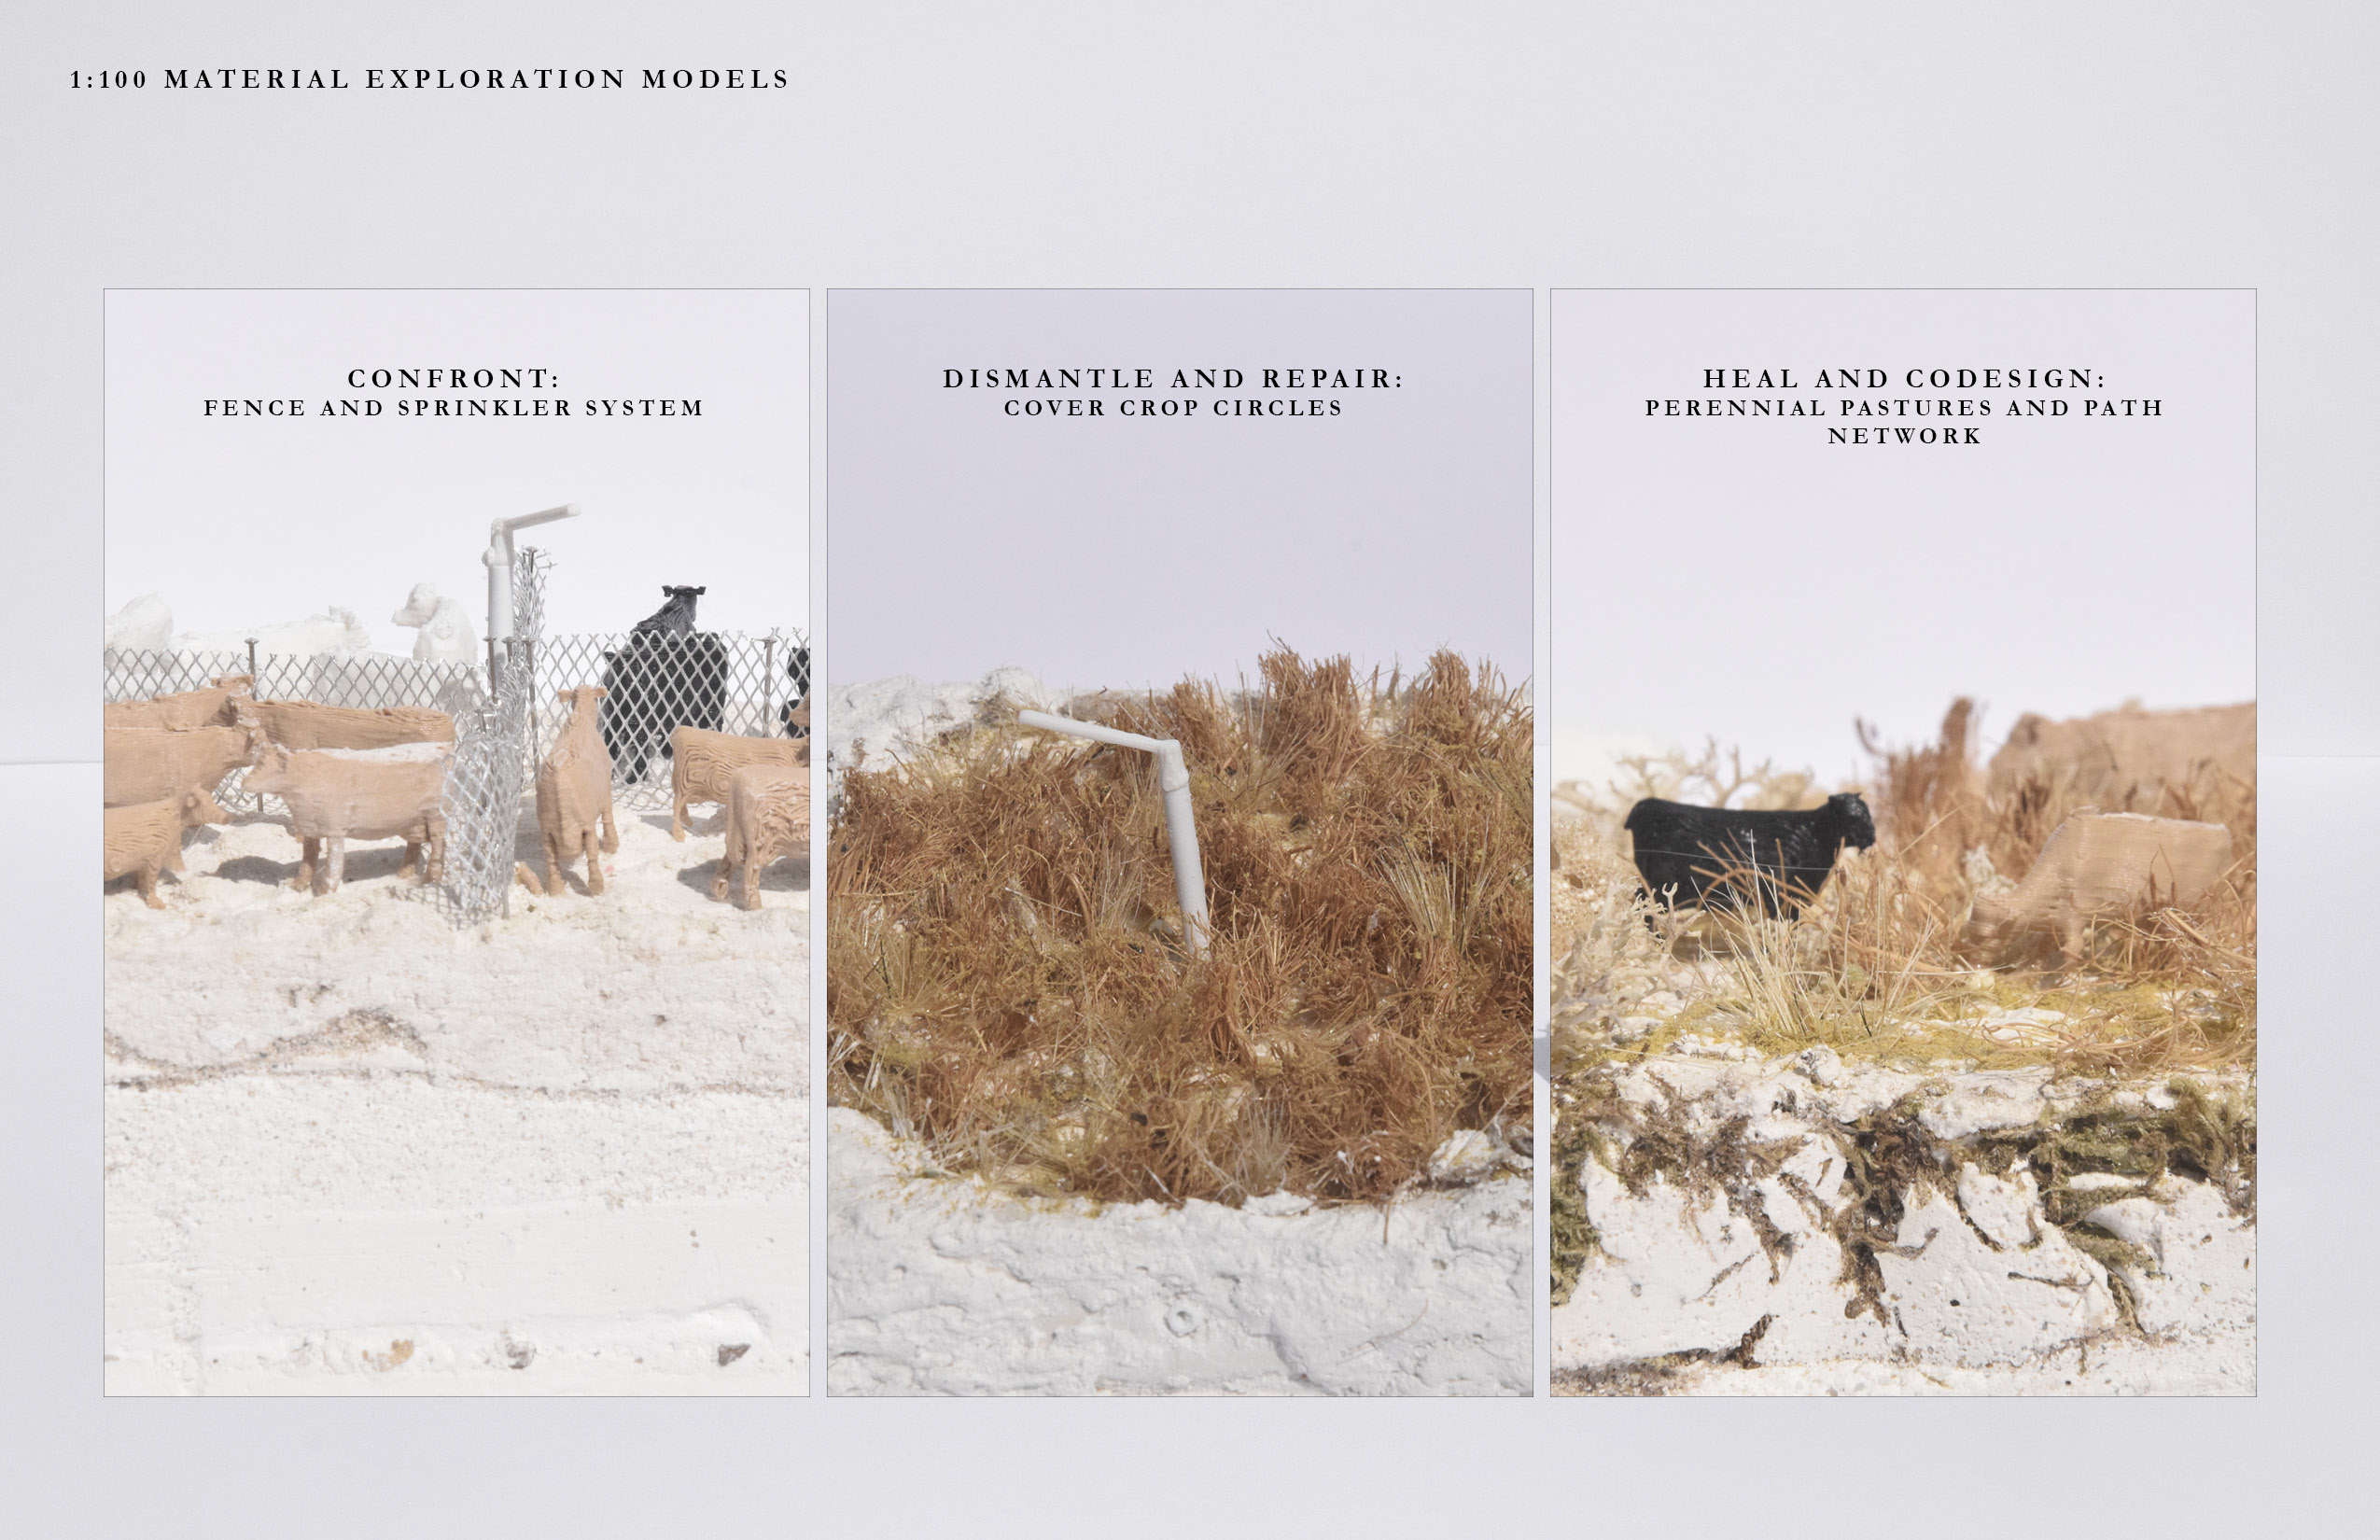 1:100 MATERIAL EXPLORATION MODELS
CONFRONT:
FENCE AND SPRINKLER SYSTEM
DISMANTLE AND REPAIR:
COVER CROP CIRCLES
HEAL AND CODESIGN:
PERENNIAL PASTURES AND PATH
NETWORK